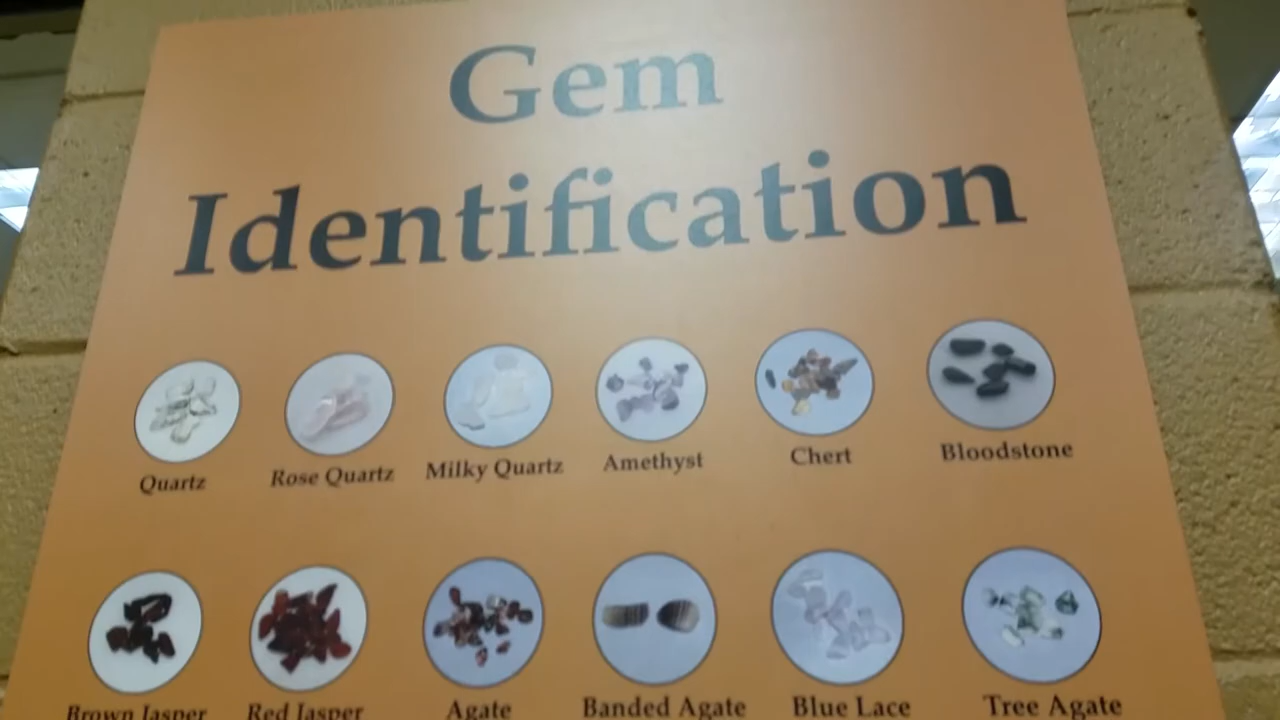 Gem
Identification
Quartz Rose Quartz Milky Quartz Amethyst Chert Bloodstone
Brown Jasper Red Jasper Agate Banded Agate Blue Lace Tree Agate